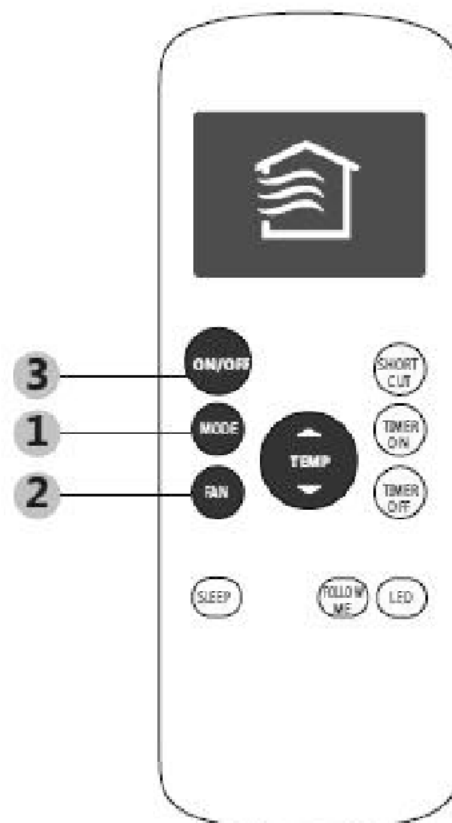 ON/OFF
SHORT
CUT
3
MODE
TIMER
ON
1
TEMP
FAN
TIMER
OFF
2
SLEEP
FOLLOW
ME
LED